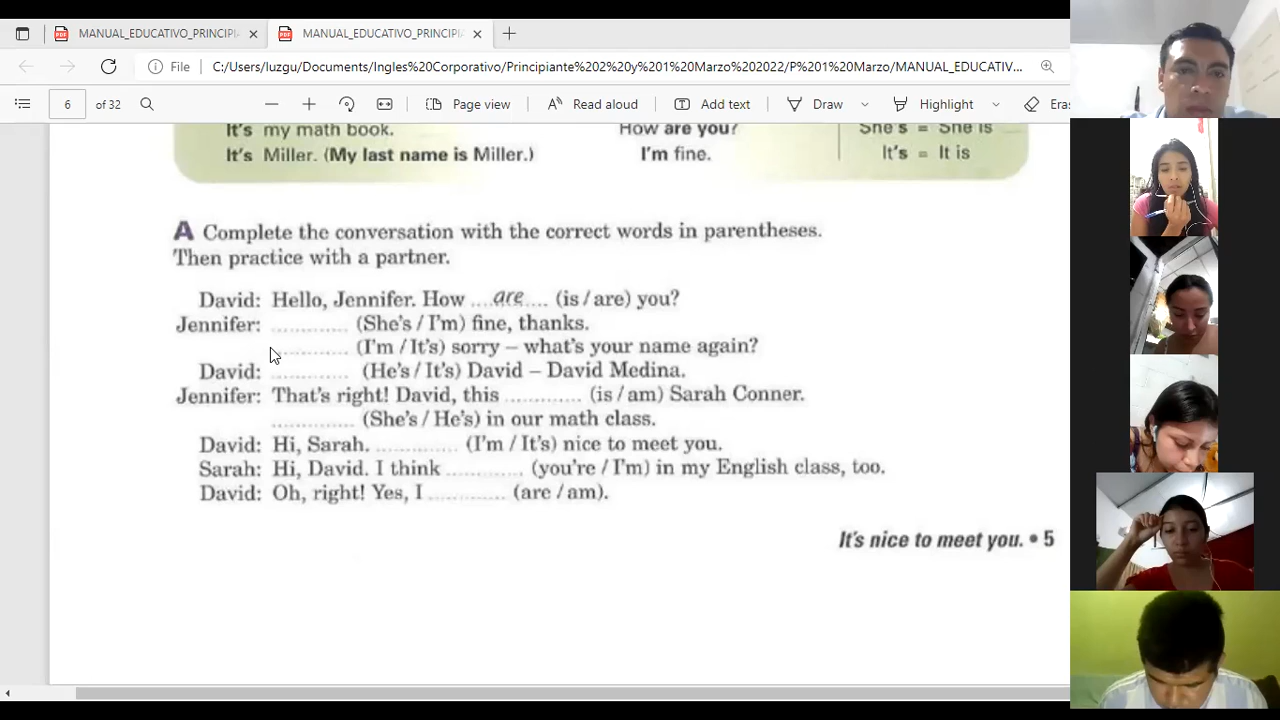 MANUAL_EDUCATIVO_PRINCIPI
MANUAL_EDUCATIVO_PRINCIPI
File C:/Users/luzgu/Documents/Ingles%20Corporativo/Principiante%202%20y%201%20Marzo%202022/P%201%20Marzo/MANUAL_EDUCATIV...
6 of 32 Page view Read aloud Add text Draw Highlight Eras
It's my math book. How are you? She's = She is
It's Miller. (My last name is Miller.) I'm fine. It's = It is
A Complete the conversation with the correct words in parentheses.
Then practice with a partner.
David: Hello, Jennifer. How ....are.... (is / are) you?
Jennifer: ............ (She's / I'm) fine, thanks.
............ (I'm / It's) sorry – what's your name again?
David: ............ (He's / It's) David – David Medina.
Jennifer: That's right! David, this ............ (is / am) Sarah Conner.
............ (She's / He's) in our math class.
David: Hi, Sarah. ............ (I'm / It's) nice to meet you.
Sarah: Hi, David. I think ............ (you're / I'm) in my English class, too.
David: Oh, right! Yes, I ............ (are / am).
It's nice to meet you. • 5